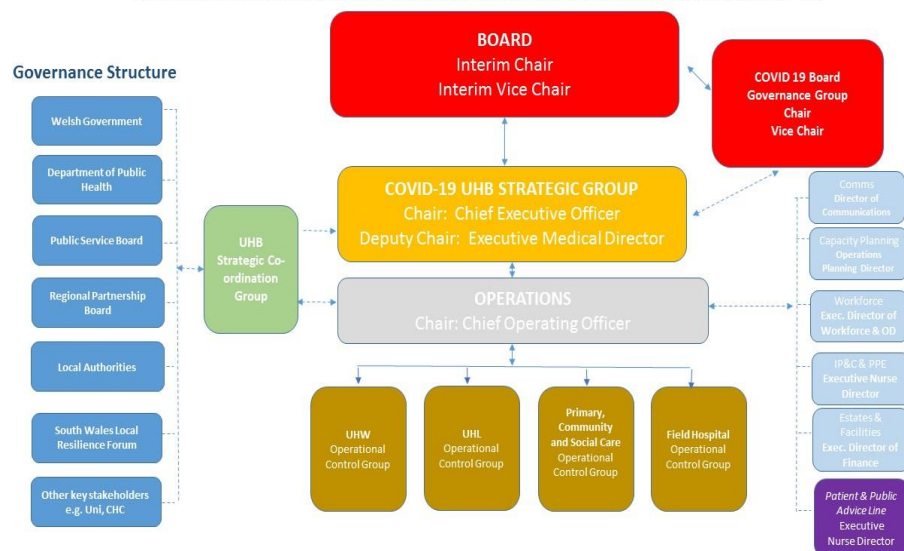 Governance Structure
Welsh Government
Department of Public
Health
Public Service Board
Regional Partnership
Board
Local Authorities
South Wales Local
Resilience Forum
Other key stakeholders
e.g. Uni, CHC
UHB
Strategic Co-
ordination
Group
BOARD
Interim Chair
Interim Vice Chair
COVID 19 Board
Governance Group
Chair
Vice Chair
COVID-19 UHB STRATEGIC GROUP
Chair: Chief Executive Officer
Deputy Chair: Executive Medical Director
OPERATIONS
Chair: Chief Operating Officer
UHW
Operational
Control Group
UHL
Operational
Control Group
Primary,
Community
and Social Care
Operational
Control Group
Field Hospital
Operational
Control Group
Comms
Director of
Communications
Capacity Planning
Operations
Planning Director
Workforce
Exec. Director of
Workforce & OD
IP&C & PPE
Executive Nurse
Director
Estates &
Facilities
Exec. Director of
Finance
Patient & Public
Advice Line
Executive
Nurse Director